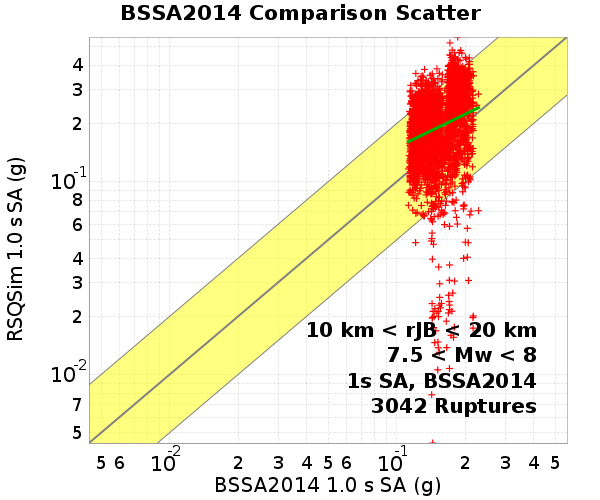 BSSA2014 Comparison Scatter
RSQSim 1.0 s SA (g)
4
3
2
10-1
8
6
4
3
2
10-2
7
5
10 km < rJB < 20 km
7.5 < Mw < 8
1s SA, BSSA2014
3042 Ruptures
5 6 10-2 2 3 4 5 6 8 10-1 2 3 4 5
BSSA2014 1.0 s SA (g)